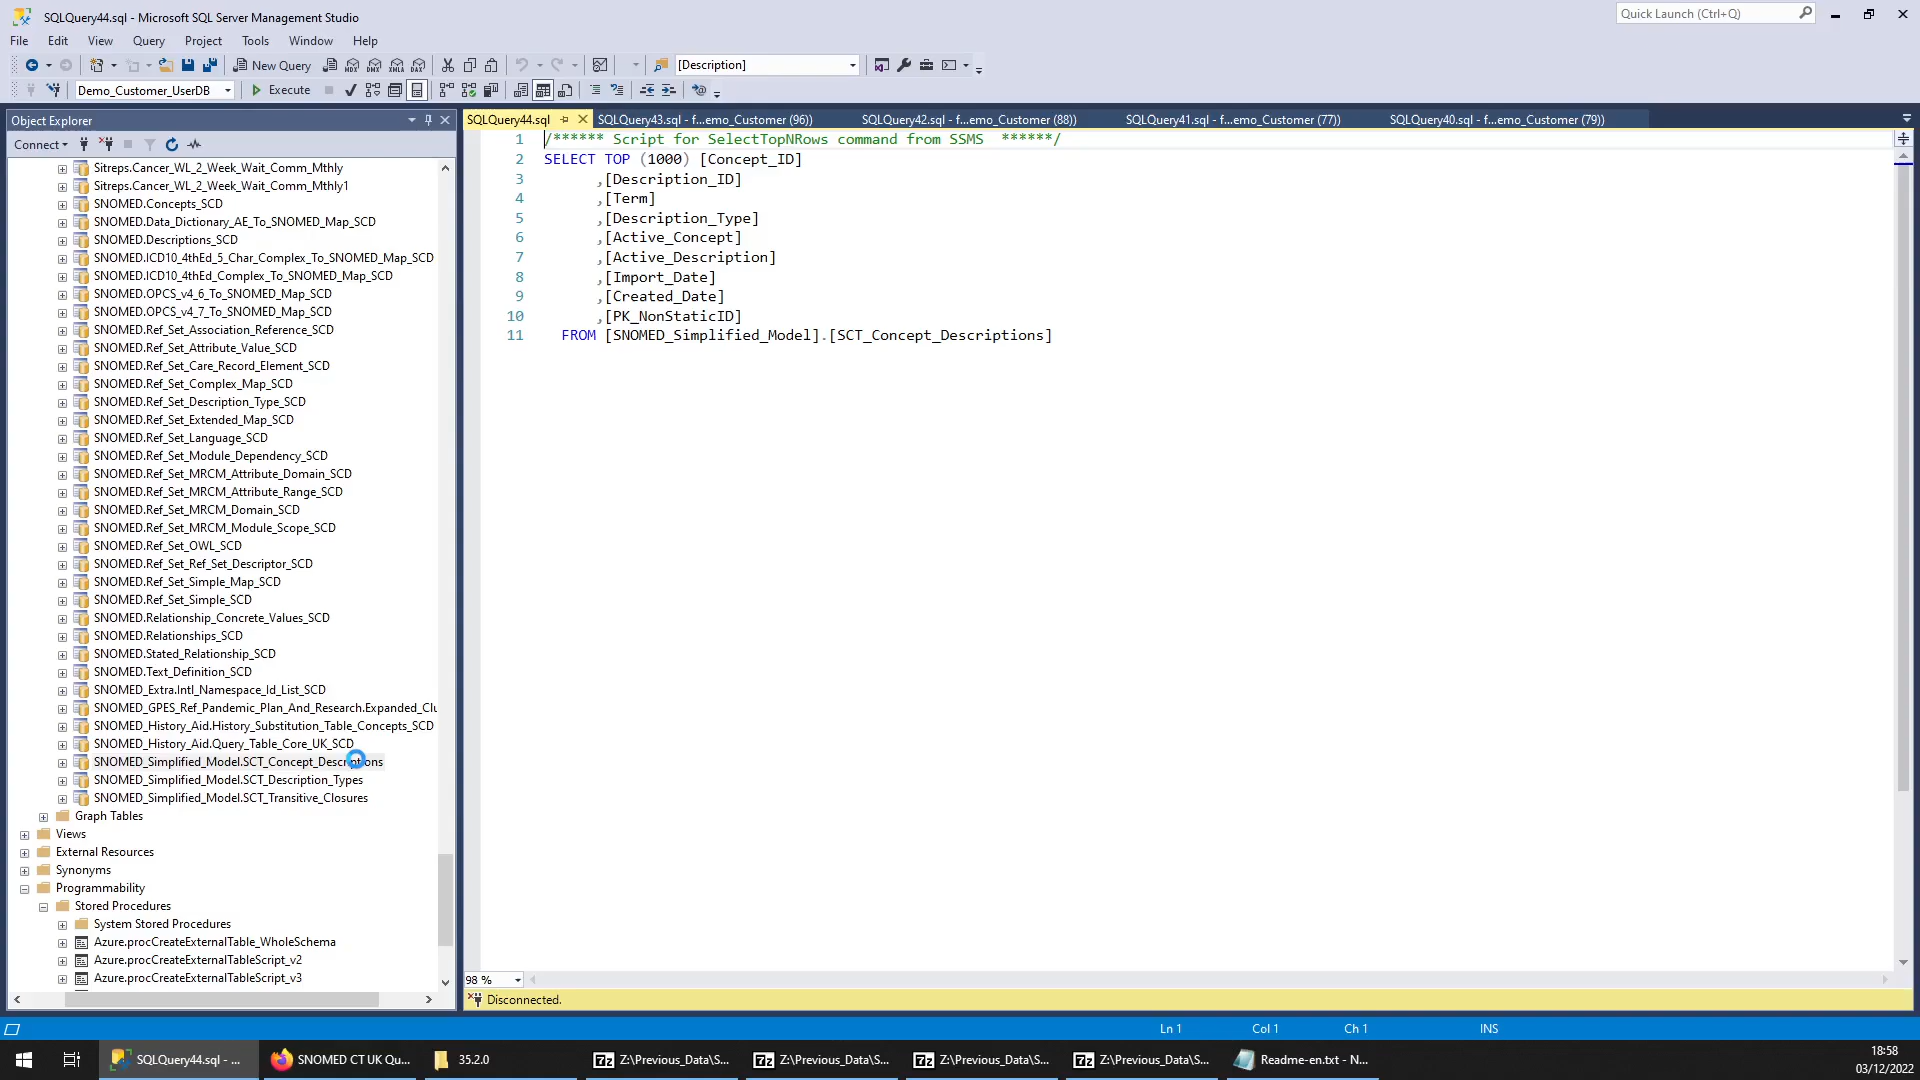 SQLQuery44.sql - Microsoft SQL Server Management Studio
Quick Launch (Ctrl+Q)
File Edit View Query Project Tools Window Help
New Query
[Description]
Demo_Customer_UserDB
Execute
Object Explorer
Connect
Sitreps.Cancer_WL_2_Week_Wait_Comm_Mthly
Sitreps.Cancer_WL_2_Week_Wait_Comm_Mthly1
SNOMED.Concepts_SCD
SNOMED.Data_Dictionary_AE_To_SNOMED_Map_SCD
SNOMED.Descriptions_SCD
SNOMED.ICD10_4thEd_5_Char_Complex_To_SNOMED_Map_SCD
SNOMED.ICD10_4thEd_Complex_To_SNOMED_Map_SCD
SNOMED.OPCS_v4_6_To_SNOMED_Map_SCD
SNOMED.OPCS_v4_7_To_SNOMED_Map_SCD
SNOMED.Ref_Set_Association_Reference_SCD
SNOMED.Ref_Set_Attribute_Value_SCD
SNOMED.Ref_Set_Care_Record_Element_SCD
SNOMED.Ref_Set_Complex_Map_SCD
SNOMED.Ref_Set_Description_Type_SCD
SNOMED.Ref_Set_Extended_Map_SCD
SNOMED.Ref_Set_Language_SCD
SNOMED.Ref_Set_Module_Dependency_SCD
SNOMED.Ref_Set_MRCM_Attribute_Domain_SCD
SNOMED.Ref_Set_MRCM_Attribute_Range_SCD
SNOMED.Ref_Set_MRCM_Domain_SCD
SNOMED.Ref_Set_MRCM_Module_Scope_SCD
SNOMED.Ref_Set_OWL_SCD
SNOMED.Ref_Set_Ref_Set_Descriptor_SCD
SNOMED.Ref_Set_Simple_Map_SCD
SNOMED.Ref_Set_Simple_SCD
SNOMED.Relationship_Concrete_Values_SCD
SNOMED.Relationships_SCD
SNOMED.Stated_Relationship_SCD
SNOMED.Text_Definition_SCD
SNOMED_Extra.Intl_Namespace_Id_List_SCD
SNOMED_GPES_Ref_Pandemic_Plan_And_Research.Expanded_Clu
SNOMED_History_Aid.History_Substitution_Table_Concepts_SCD
SNOMED_History_Aid.Query_Table_Core_UK_SCD
SNOMED_Simplified_Model.SCT_Concept_Descriptions
SNOMED_Simplified_Model.SCT_Description_Types
SNOMED_Simplified_Model.SCT_Transitive_Closures
Graph Tables
Views
External Resources
Synonyms
Programmability
Stored Procedures
System Stored Procedures
Azure.procCreateExternalTable_WholeSchema
Azure.procCreateExternalTableScript_v2
Azure.procCreateExternalTableScript_v3
SQLQuery44.sql SQLQuery43.sql - f...emo_Customer (96)) SQLQuery42.sql - f...emo_Customer (88)) SQLQuery41.sql - f...emo_Customer (77)) SQLQuery40.sql - f...emo_Customer (79))
1 /****** Script for SelectTopNRows command from SSMS  ******/
2 SELECT TOP (1000) [Concept_ID]
3 ,[Description_ID]
4 ,[Term]
5 ,[Description_Type]
6 ,[Active_Concept]
7 ,[Active_Description]
8 ,[Import_Date]
9 ,[Created_Date]
10 ,[PK_NonStaticID]
11 FROM [SNOMED_Simplified_Model].[SCT_Concept_Descriptions]
98 %
Disconnected.
Ln 1 Col 1 Ch 1 INS
SQLQuery44.sql - ... SNOMED CT UK Qu... 35.2.0 7z Z:\Previous_Data\S... 7z Z:\Previous_Data\S... 7z Z:\Previous_Data\S... 7z Z:\Previous_Data\S... Readme-en.txt - N...
18:58
03/12/2022